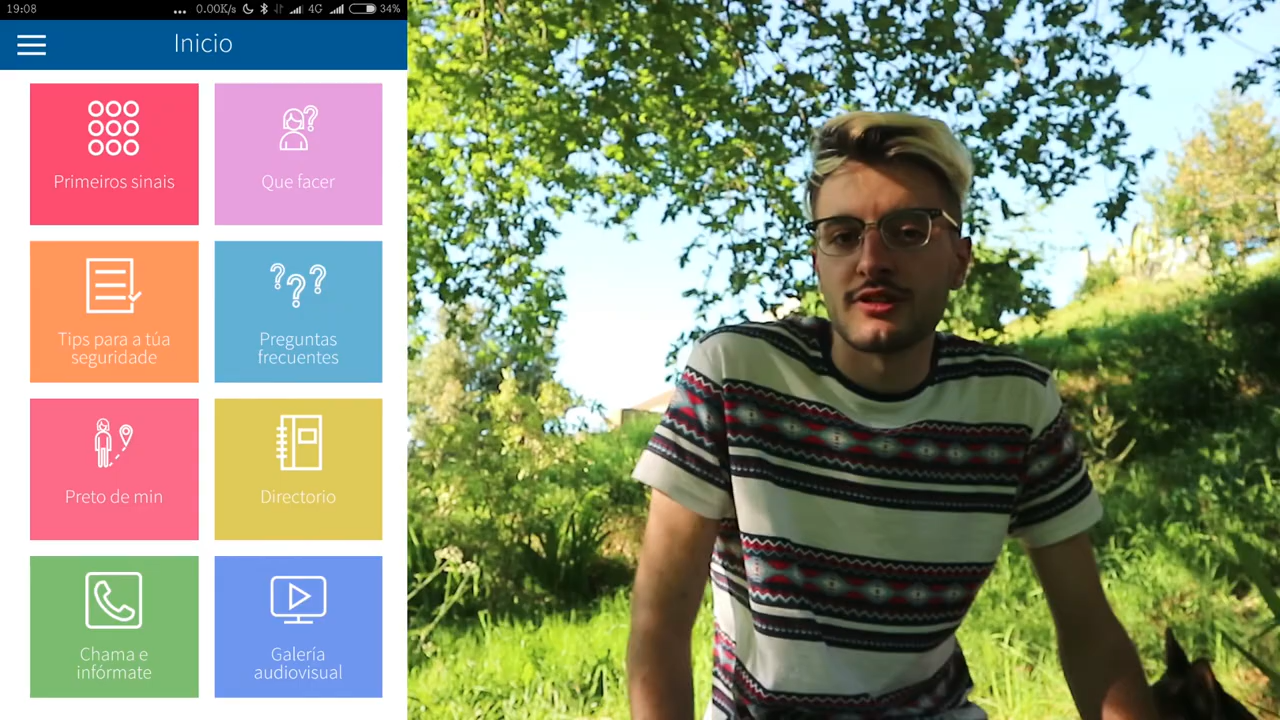 19:08
... 0.00K/s 4G 34%
Inicio
Primeiros sinais
Que facer
Tips para a túa
seguridade
Preguntas
frecuentes
Preto de min
Directorio
Chama e
infórmate
Galería
audiovisual